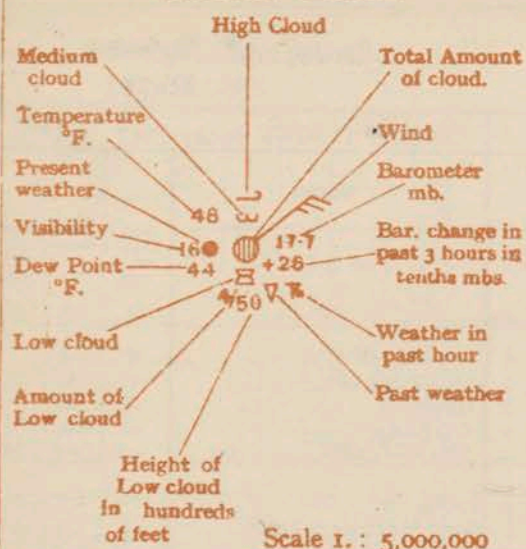 High Cloud
Medium
cloud
Total Amount
of cloud.
Temperature
°F.
Wind
48
Present
weather
Barometer
mb.
Visibility
16
17·7
Bar. change in
past 3 hours in
tenths mbs.
Dew Point
°F.
44
+26
50
Low cloud
Weather in
past hour
Amount of
Low cloud
Past weather
Height of
Low cloud
in hundreds
of feet
Scale 1. : 5,000,000